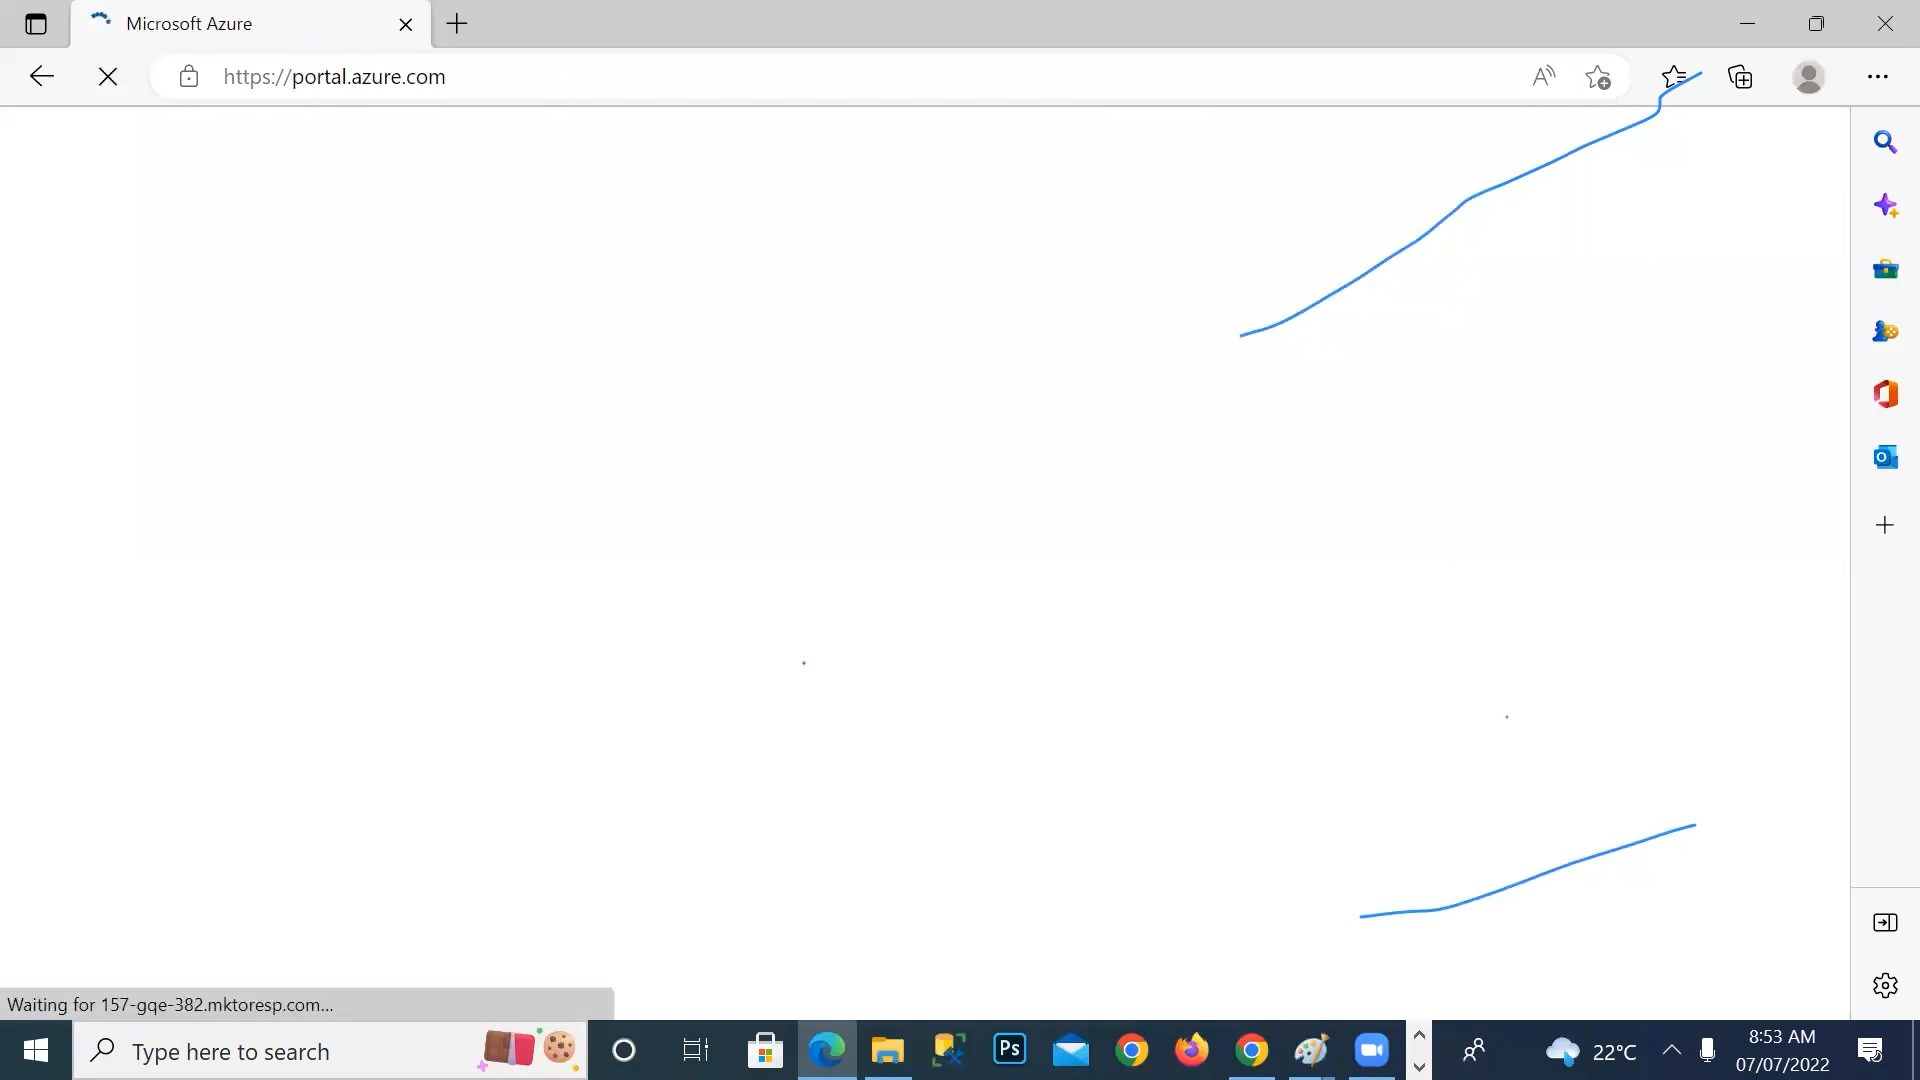 Microsoft Azure
https://portal.azure.com
Waiting for 157-gqe-382.mktoresp.com...
Type here to search
Ps
22°C
8:53 AM
07/07/2022